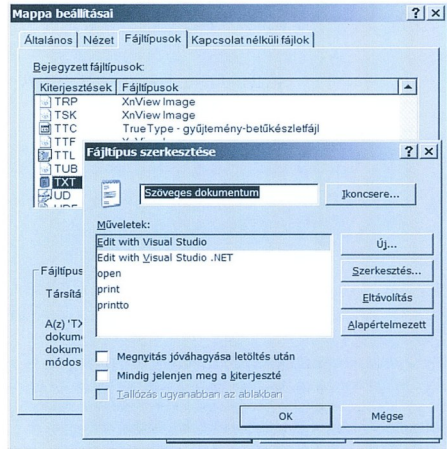 Mappa beállításai
Általános
Nézet
Fájltípusok
Kapcsolat nélküli fájlok
Bejegyzett fájltípusok:
Kiterjesztések
Fájltípusok
TRP XnView Image
TSK XnView Image
TTC TrueType - gyűjtemény-betűkészletfájl
TTF
TTL
TUB
TXT
UD
Fájltípus szerkesztése
Szöveges dokumentum
Ikoncsere...
Műveletek:
Edit with Visual Studio
Edit with Visual Studio .NET
open
print
printto
Új...
Szerkesztés...
Eltávolítás
Alapértelmezett
Fájltípus
Társítá
A(z) 'TX
dokume
dokume
módos
Megnyitás jóváhagyása letöltés után
Mindig jelenjen meg a kiterjeszté
Tallózás ugyanabban az ablakban
OK
Mégse